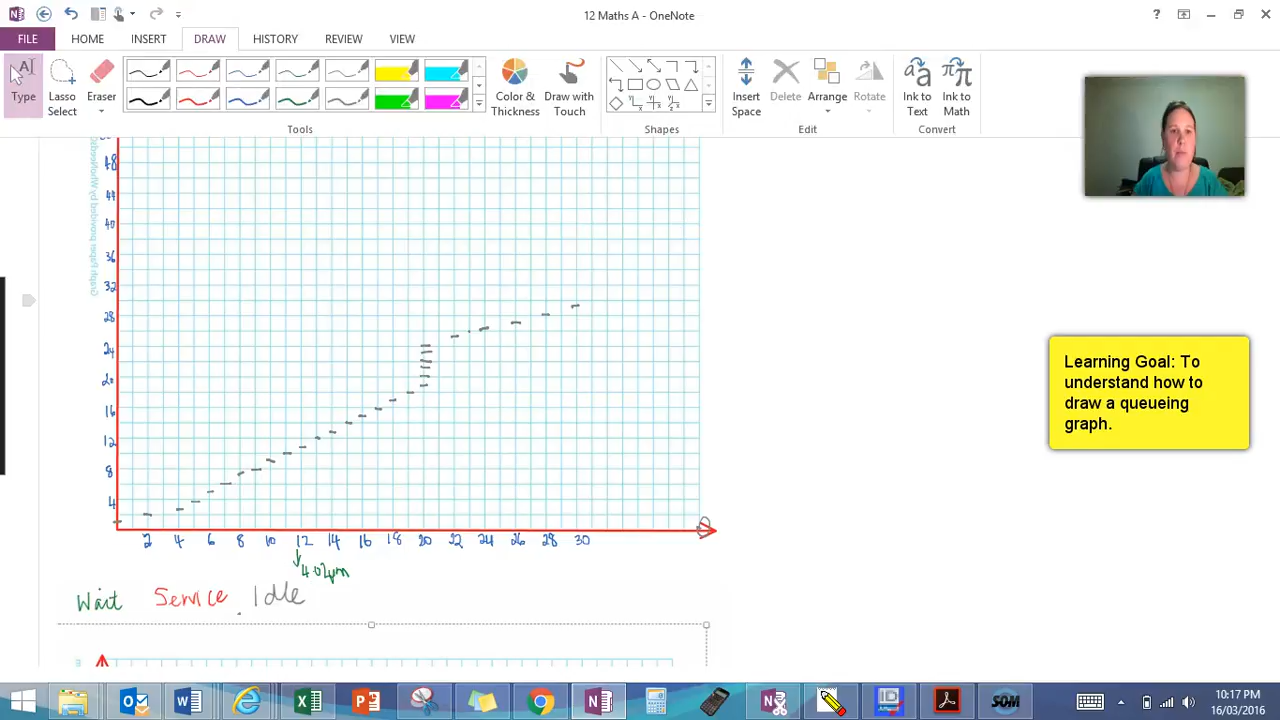 12 Maths A - OneNote
FILE HOME INSERT DRAW HISTORY REVIEW VIEW
Type
Lasso Select
Eraser
Color & Thickness
Draw with Touch
Insert Space
Delete
Arrange
Rotate
Ink to Text
Ink to Math
Tools
Shapes
Edit
Convert
48
44
40
36
32
28
24
20
16
12
8
4
2 4 6 8 10 12 14 16 18 20 22 24 26 28 30
4:02pm
Wait Service Idle
Learning Goal: To
understand how to
draw a queueing
graph.
10:17 PM
16/03/2016